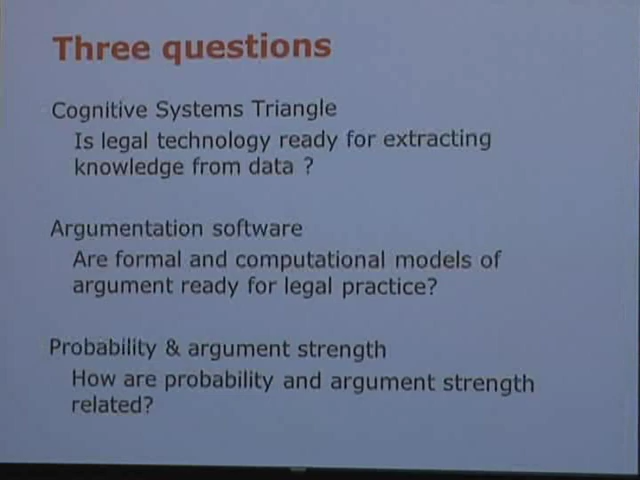 Three questions
Cognitive Systems Triangle
Is legal technology ready for extracting
knowledge from data ?
Argumentation software
Are formal and computational models of
argument ready for legal practice?
Probability & argument strength
How are probability and argument strength
related?